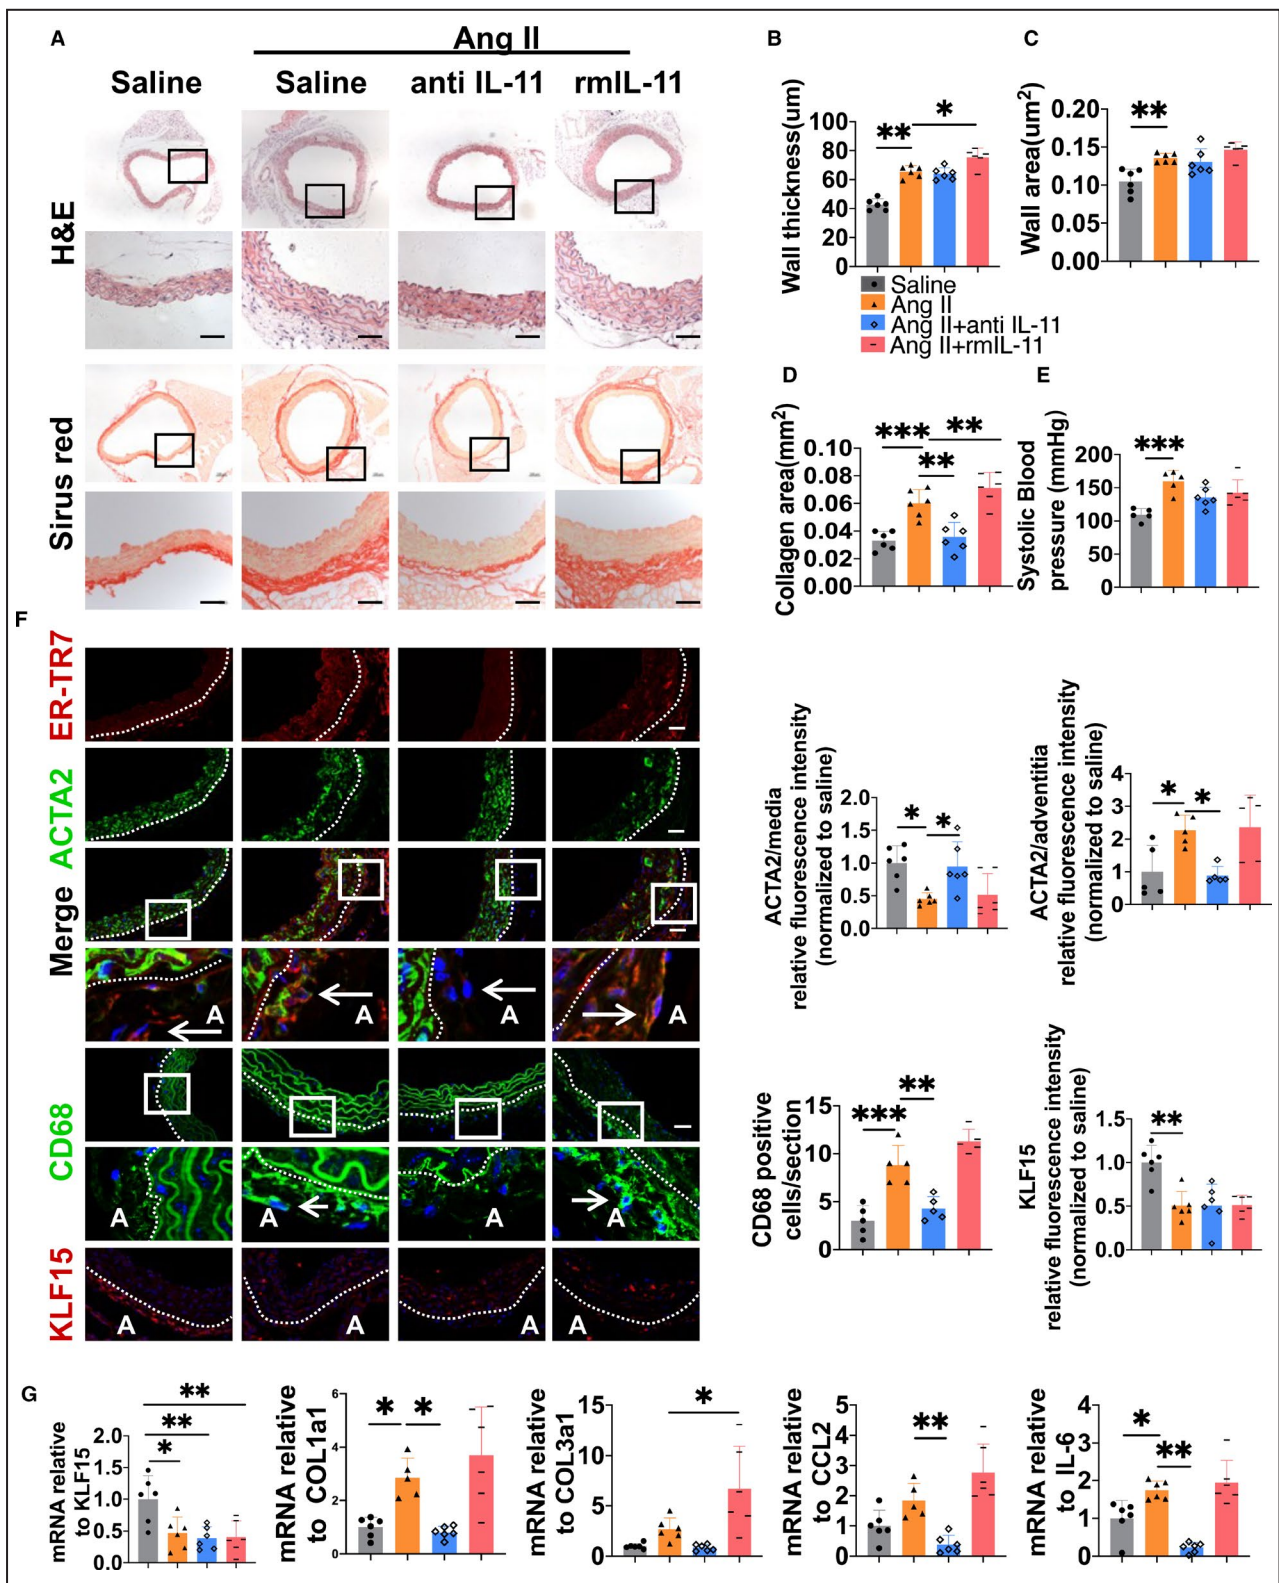 A
Ang II
Saline
Saline
anti IL-11
rmIL-11
H&E
Sirus red
B
Wall thickness(um)
100
80
60
40
20
0
**
*
C
Wall area(um2)
0.20
0.15
0.10
0.05
0.00
**
Saline
Ang II
Ang II+anti IL-11
Ang II+rmIL-11
D
Collagen area(mm2)
0.10
0.08
0.06
0.04
0.02
0.00
***
**
**
E
Systolic Blood
pressure (mmHg)
200
150
100
50
0
***
F
ER-TR7
ACTA2
Merge
A
A
A
A
CD68
A
A
A
A
KLF15
A
A
A
A
ACTA2/media
relative fluorescence intensity
(normalized to saline)
2.0
1.5
1.0
0.5
0.0
*
*
ACTA2/adventitia
relative fluorescence intensity
(normalized to saline)
4
3
2
1
0
*
*
CD68 positive
cells/section
15
10
5
0
***
**
KLF15
relative fluorescence intensity
(normalized to saline)
1.5
1.0
0.5
0.0
**
G
mRNA relative
to KLF15
2.0
1.5
1.0
0.5
0.0
**
**
*
mRNA relative
to COL1a1
6
4
2
0
*
*
mRNA relative
to COL3a1
15
10
5
0
*
mRNA relative
to CCL2
5
4
3
2
1
0
**
mRNA relative
to IL-6
4
3
2
1
0
*
**